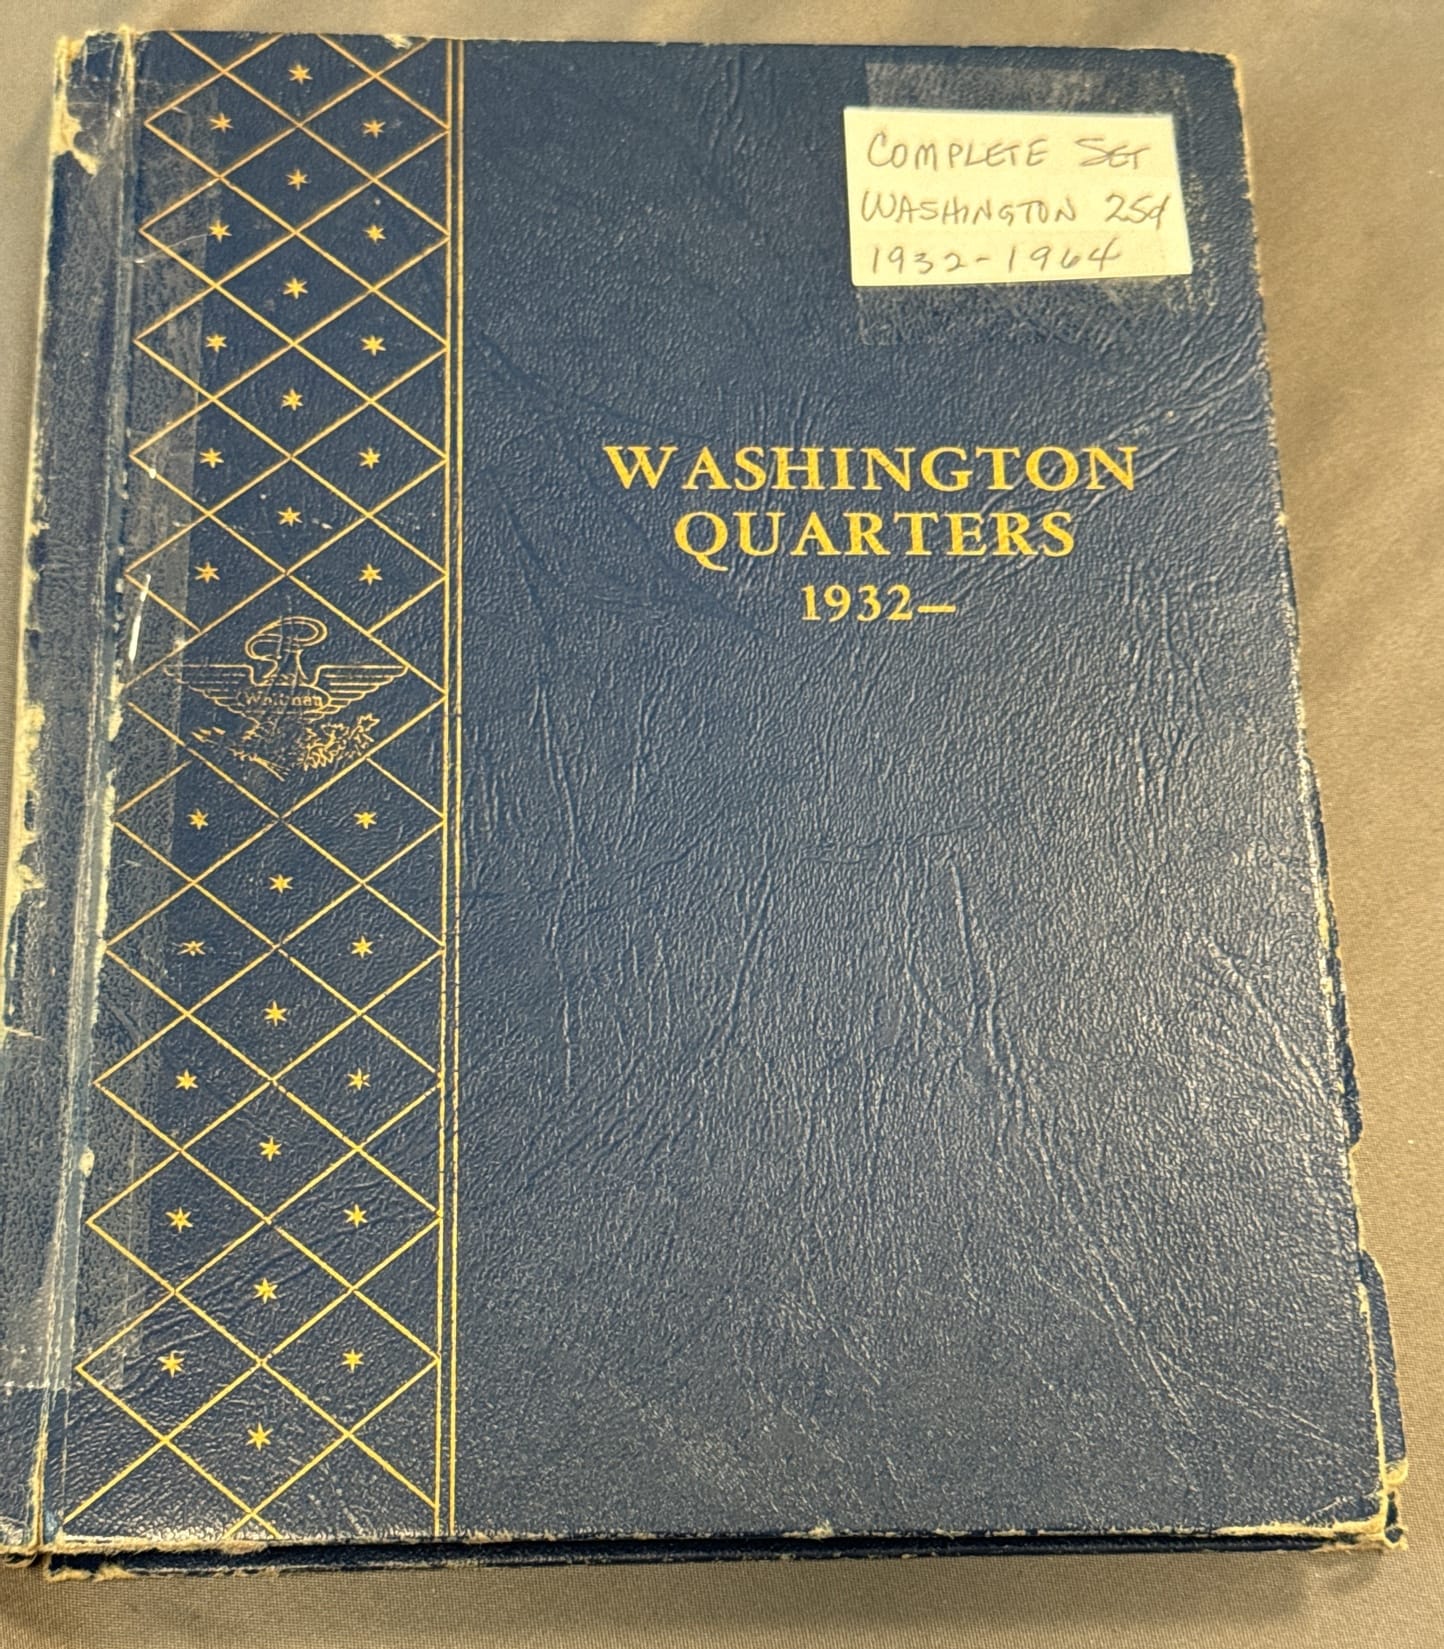 COMPLETE SET
WASHINGTON 25¢
1932-1964
WASHINGTON
QUARTERS
1932—
Whitman